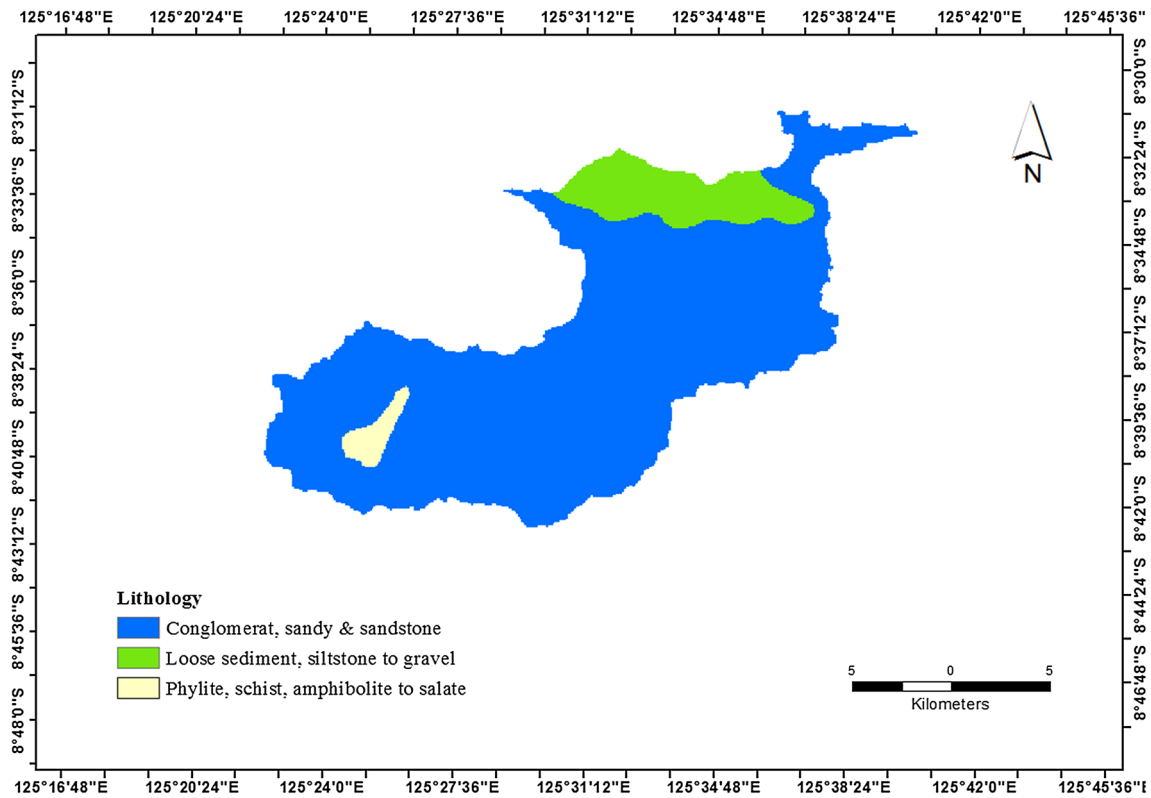 125°16'48"E 125°20'24"E 125°24'0"E 125°27'36"E 125°31'12"E 125°34'48"E 125°38'24"E 125°42'0"E 125°45'36"
8°31'12"S
8°33'36"S
8°36'0"S
8°38'24"S
8°40'48"S
8°43'12"S
8°45'36"S
8°48'0"S
8°30'0"S
8°32'24"S
8°34'48"S
8°37'12"S
8°39'36"S
8°42'0"S
8°44'24"S
8°46'48"S
N
Lithology
Conglomerat, sandy & sandstone
Loose sediment, siltstone to gravel
Phylite, schist, amphibolite to salate
5 0 5
Kilometers
125°16'48"E 125°20'24"E 125°24'0"E 125°27'36"E 125°31'12"E 125°34'48"E 125°38'24"E 125°42'0"E 125°45'36"E